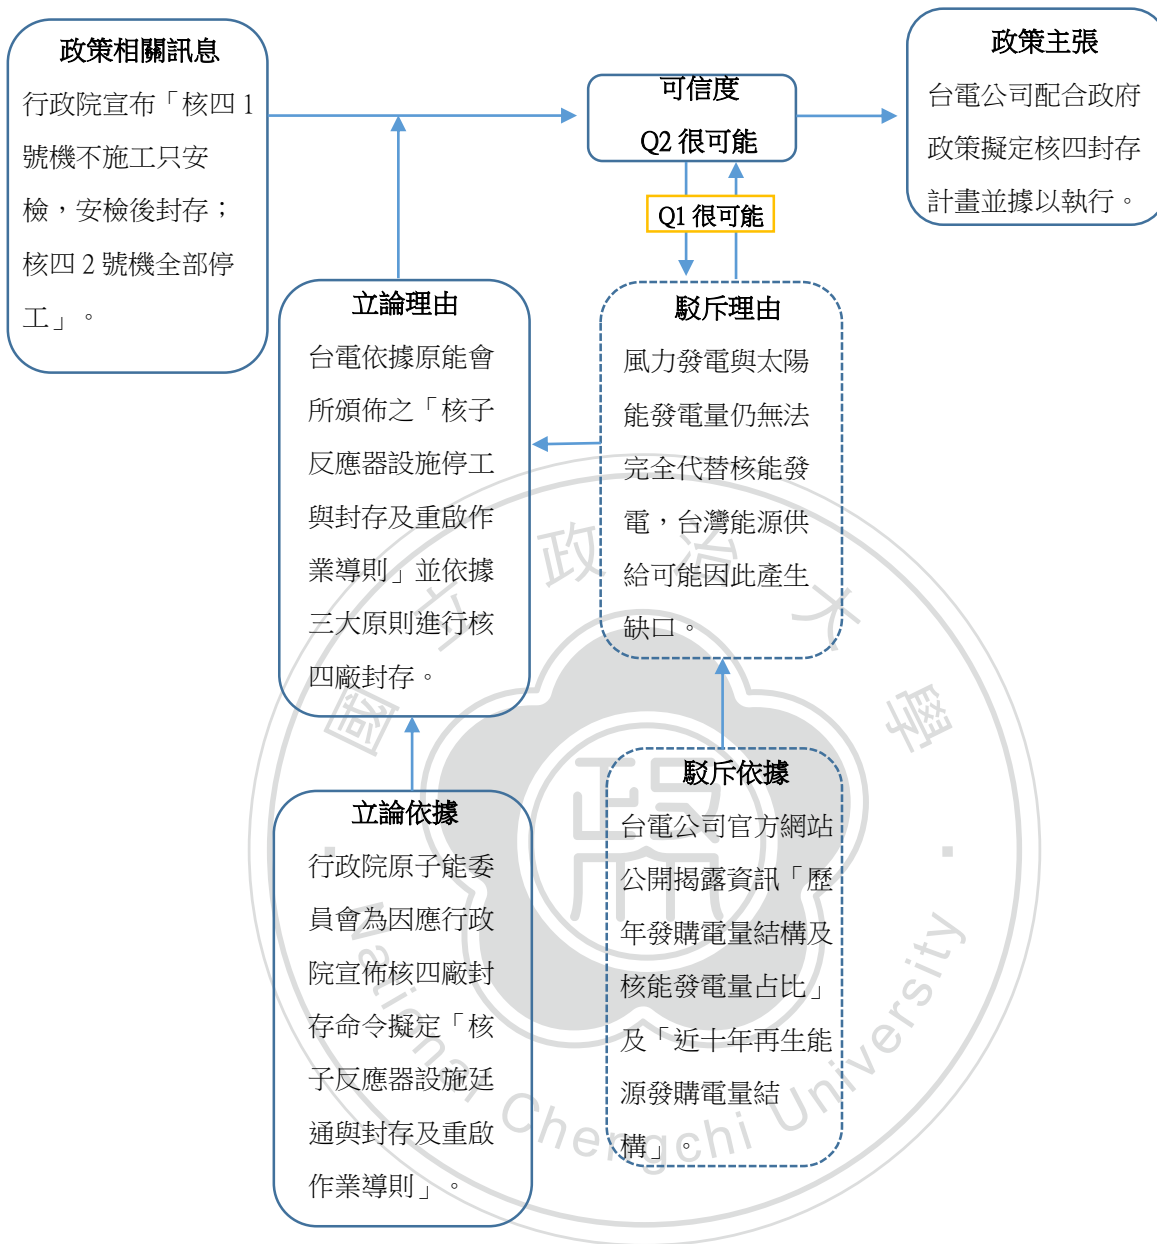 政策相關訊息
行政院宣布「核四 1
號機不施工只安
檢，安檢後封存；
核四 2 號機全部停
工」。
可信度
Q2 很可能
Q1 很可能
政策主張
台電公司配合政府
政策擬定核四封存
計畫並據以執行。
立論理由
台電依據原能會
所頒佈之「核子
反應器設施停工
與封存及重啟作
業導則」並依據
三大原則進行核
四廠封存。
駁斥理由
風力發電與太陽
能發電量仍無法
完全代替核能發
電，台灣能源供
給可能因此產生
缺口。
立論依據
行政院原子能委
員會為因應行政
院宣佈核四廠封
存命令擬定「核
子反應器設施廷
通與封存及重啟
作業導則」。
駁斥依據
台電公司官方網站
公開揭露資訊「歷
年發購電量結構及
核能發電量占比」
及「近十年再生能
源發購電量結
構」。
國立政治大學
National Chengchi University